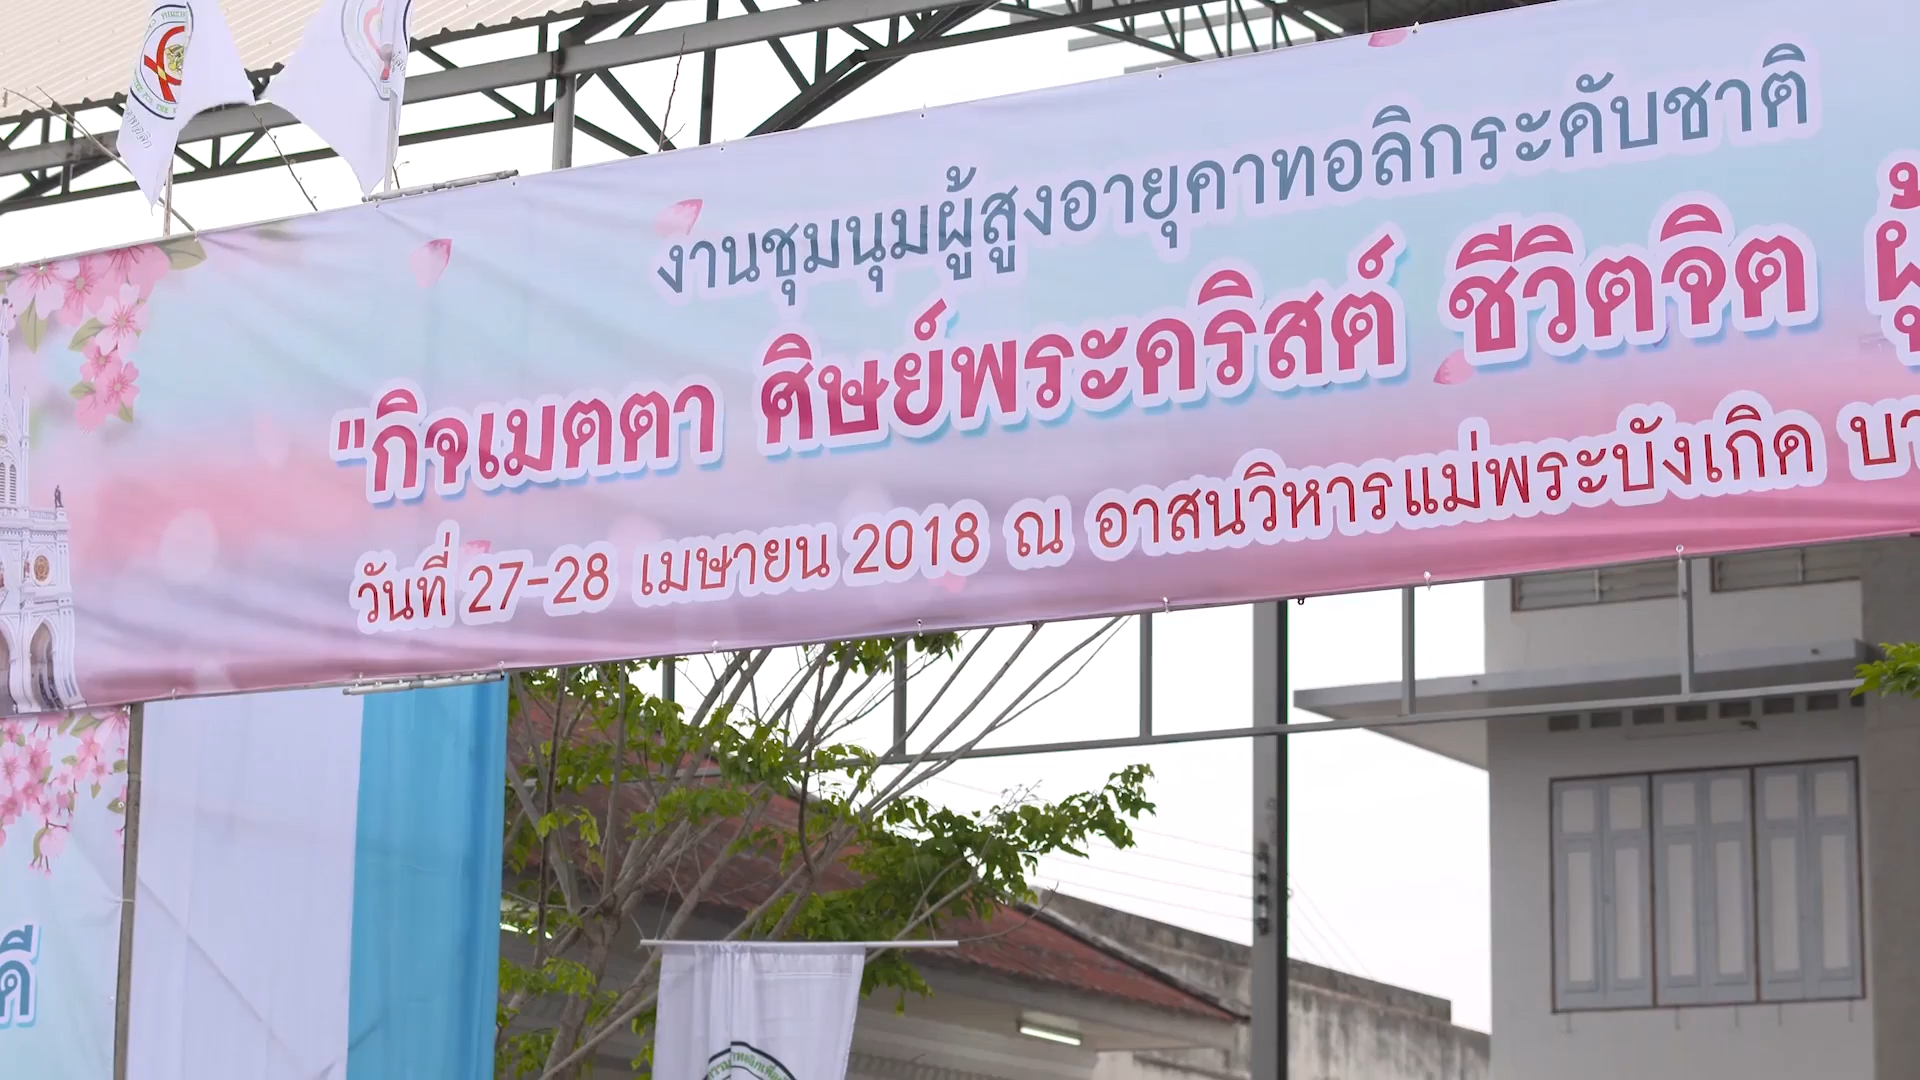 งานชุมนุมผู้สูงอายุคาทอลิกระดับชาติ
"กิจเมตตา ศิษย์พระคริสต์ ชีวิตจิต
วันที่ 27-28 เมษายน 2018 ณ อาสนวิหารแม่พระบังเกิด
ดี